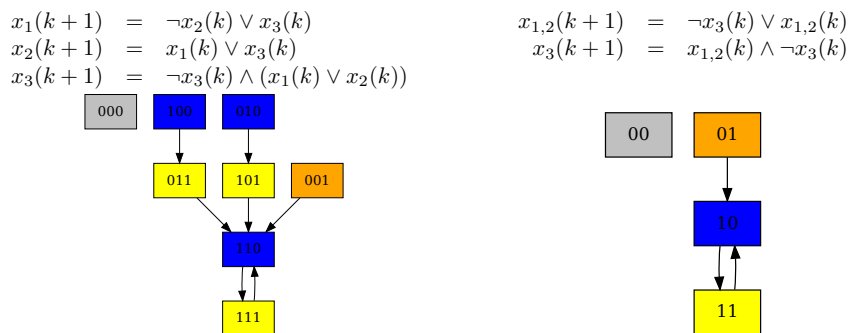 x₁(k + 1) = ¬x₂(k) ∨ x₃(k)
x₂(k + 1) = x₁(k) ∨ x₃(k)
x₃(k + 1) = ¬x₃(k) ∧ (x₁(k) ∨ x₂(k))
000 100 010
011 101 001
110
111
x₁,₂(k + 1) = ¬x₃(k) ∨ x₁,₂(k)
x₃(k + 1) = x₁,₂(k) ∧ ¬x₃(k)
00 01
10
11